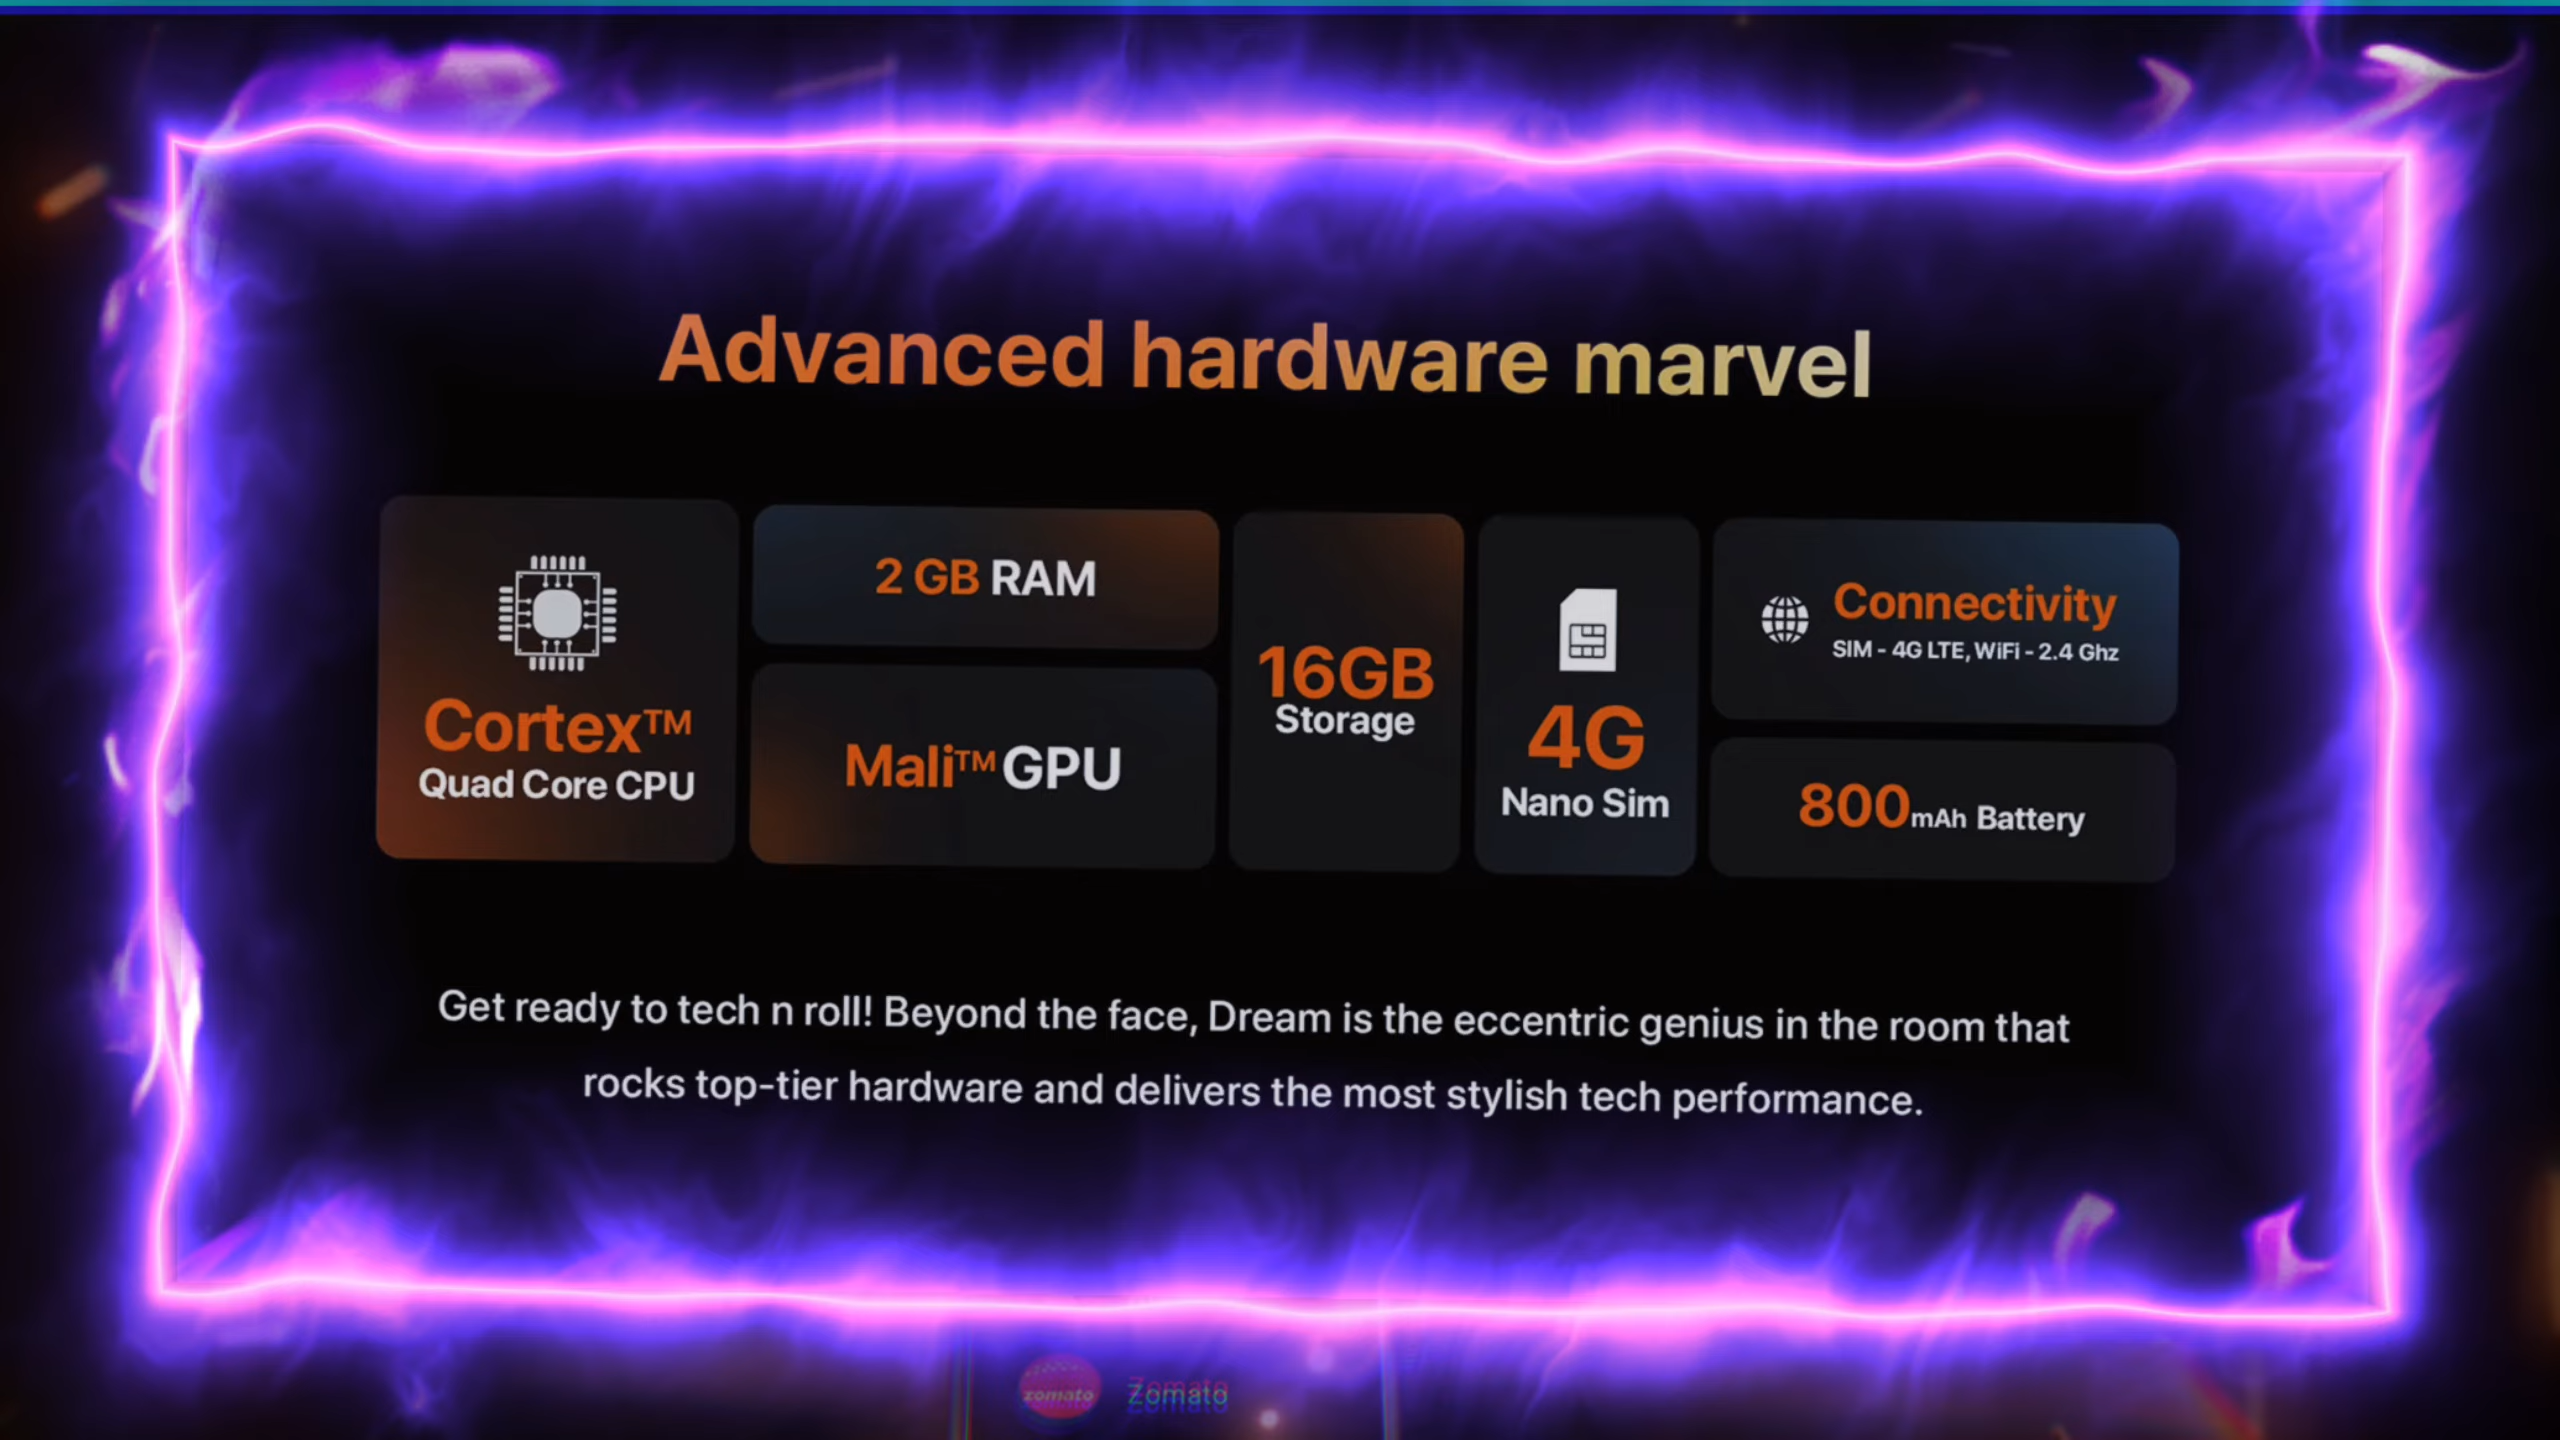 Advanced hardware marvel
Cortex™
Quad Core CPU
2 GB RAM
Mali™ GPU
16GB
Storage
4G
Nano Sim
Connectivity
SIM - 4G LTE, WiFi - 2.4 Ghz
800mAh Battery
Get ready to tech n roll! Beyond the face, Dream is the eccentric genius in the room that
rocks top-tier hardware and delivers the most stylish tech performance.
zomato Zomato